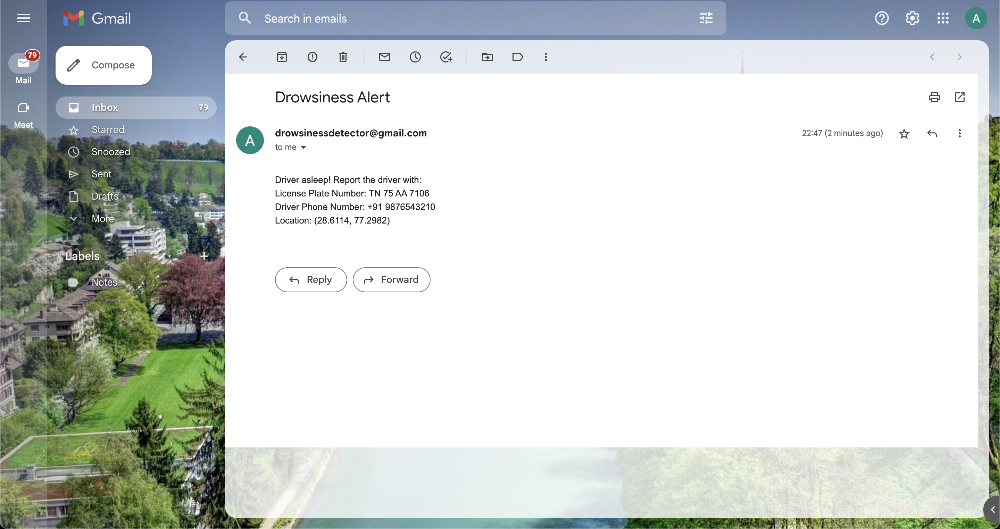 Gmail
Search in emails
A
79
Mail
Meet
Compose
Inbox 79
Starred
Snoozed
Sent
Drafts
More
Labels
Notes
Drowsiness Alert
A
drowsinessdetector@gmail.com
22:47 (2 minutes ago)
to me
Driver asleep! Report the driver with:
License Plate Number: TN 75 AA 7106
Driver Phone Number: +91 9876543210
Location: (28.6114, 77.2982)
Reply
Forward